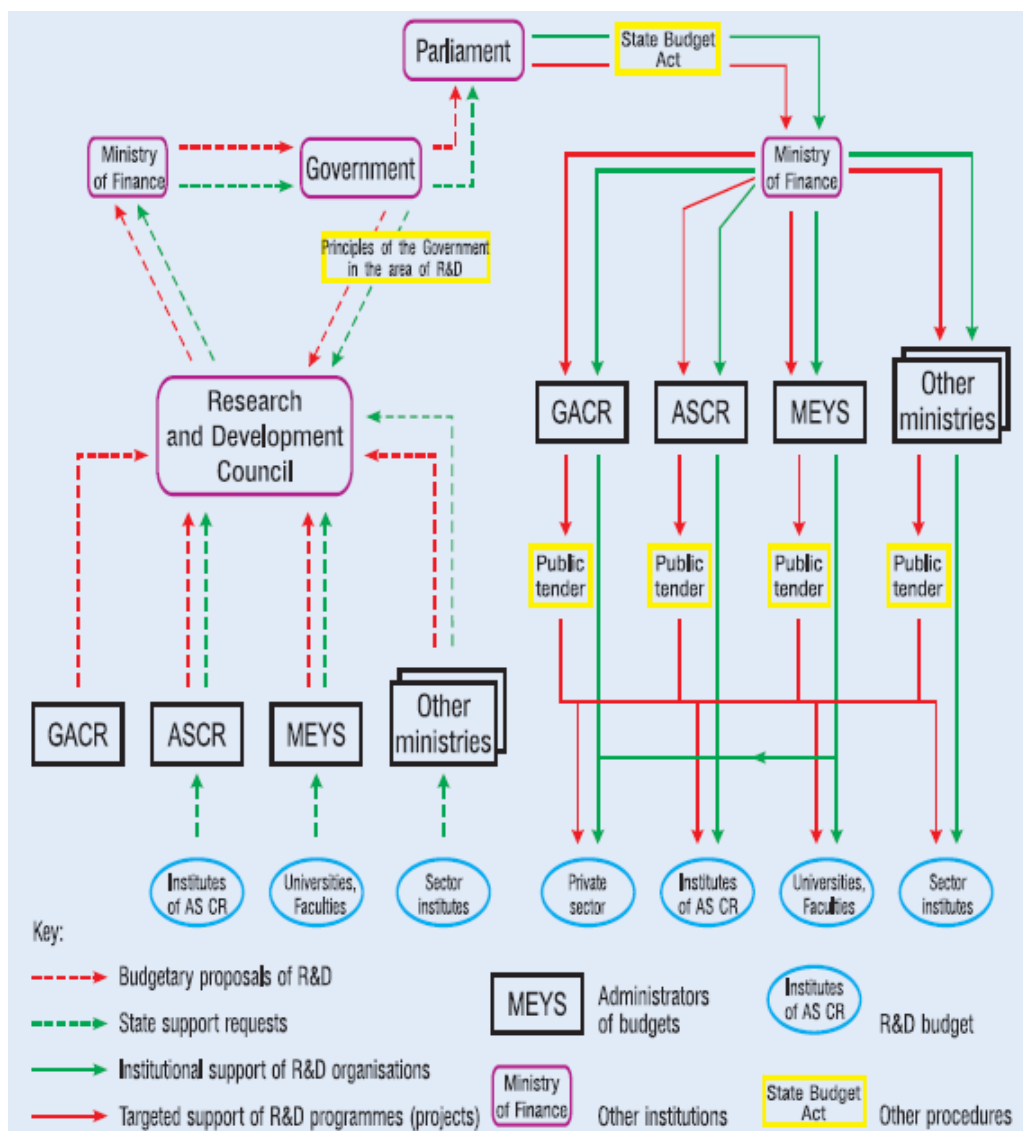 Parliament
State Budget
Act
Ministry
of Finance
Government
Ministry
of Finance
Principles of the Government
in the area of R&D
Research
and Development
Council
GACR
ASCR
MEYS
Other
ministries
Public
tender
Public
tender
Public
tender
Public
tender
GACR
ASCR
MEYS
Other
ministries
Institutes
of AS CR
Universities,
Faculties
Sector
institutes
Private
sector
Institutes
of AS CR
Universities,
Faculties
Sector
institutes
Key:
Budgetary proposals of R&D
State support requests
Institutional support of R&D organisations
Targeted support of R&D programmes (projects)
MEYS
Administrators
of budgets
Institutes
of AS CR
R&D budget
Ministry
of Finance
Other institutions
State Budget
Act
Other procedures